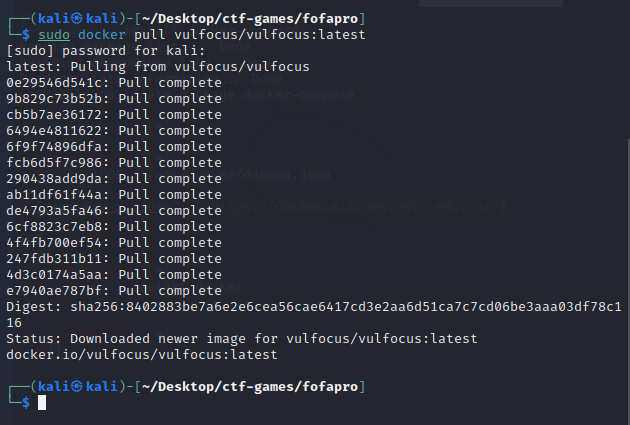 ┌──(kali㉿kali)-[~/Desktop/ctf-games/fofapro]
└─$ sudo docker pull vulfocus/vulfocus:latest
[sudo] password for kali:
latest: Pulling from vulfocus/vulfocus
0e29546d541c: Pull complete
9b829c73b52b: Pull complete
cb5b7ae36172: Pull complete
6494e4811622: Pull complete
6f9f74896dfa: Pull complete
fcb6d5f7c986: Pull complete
290438add9da: Pull complete
ab11df61f44a: Pull complete
de4793a5fa46: Pull complete
6cf8823c7eb8: Pull complete
4f4fb700ef54: Pull complete
247fdb311b11: Pull complete
4d3c0174a5aa: Pull complete
e7940ae787bf: Pull complete
Digest: sha256:8402883be7a6e2e6cea56cae6417cd3e2aa6d51ca7c7cd06be3aaa03df78c1
16
Status: Downloaded newer image for vulfocus/vulfocus:latest
docker.io/vulfocus/vulfocus:latest
┌──(kali㉿kali)-[~/Desktop/ctf-games/fofapro]
└─$